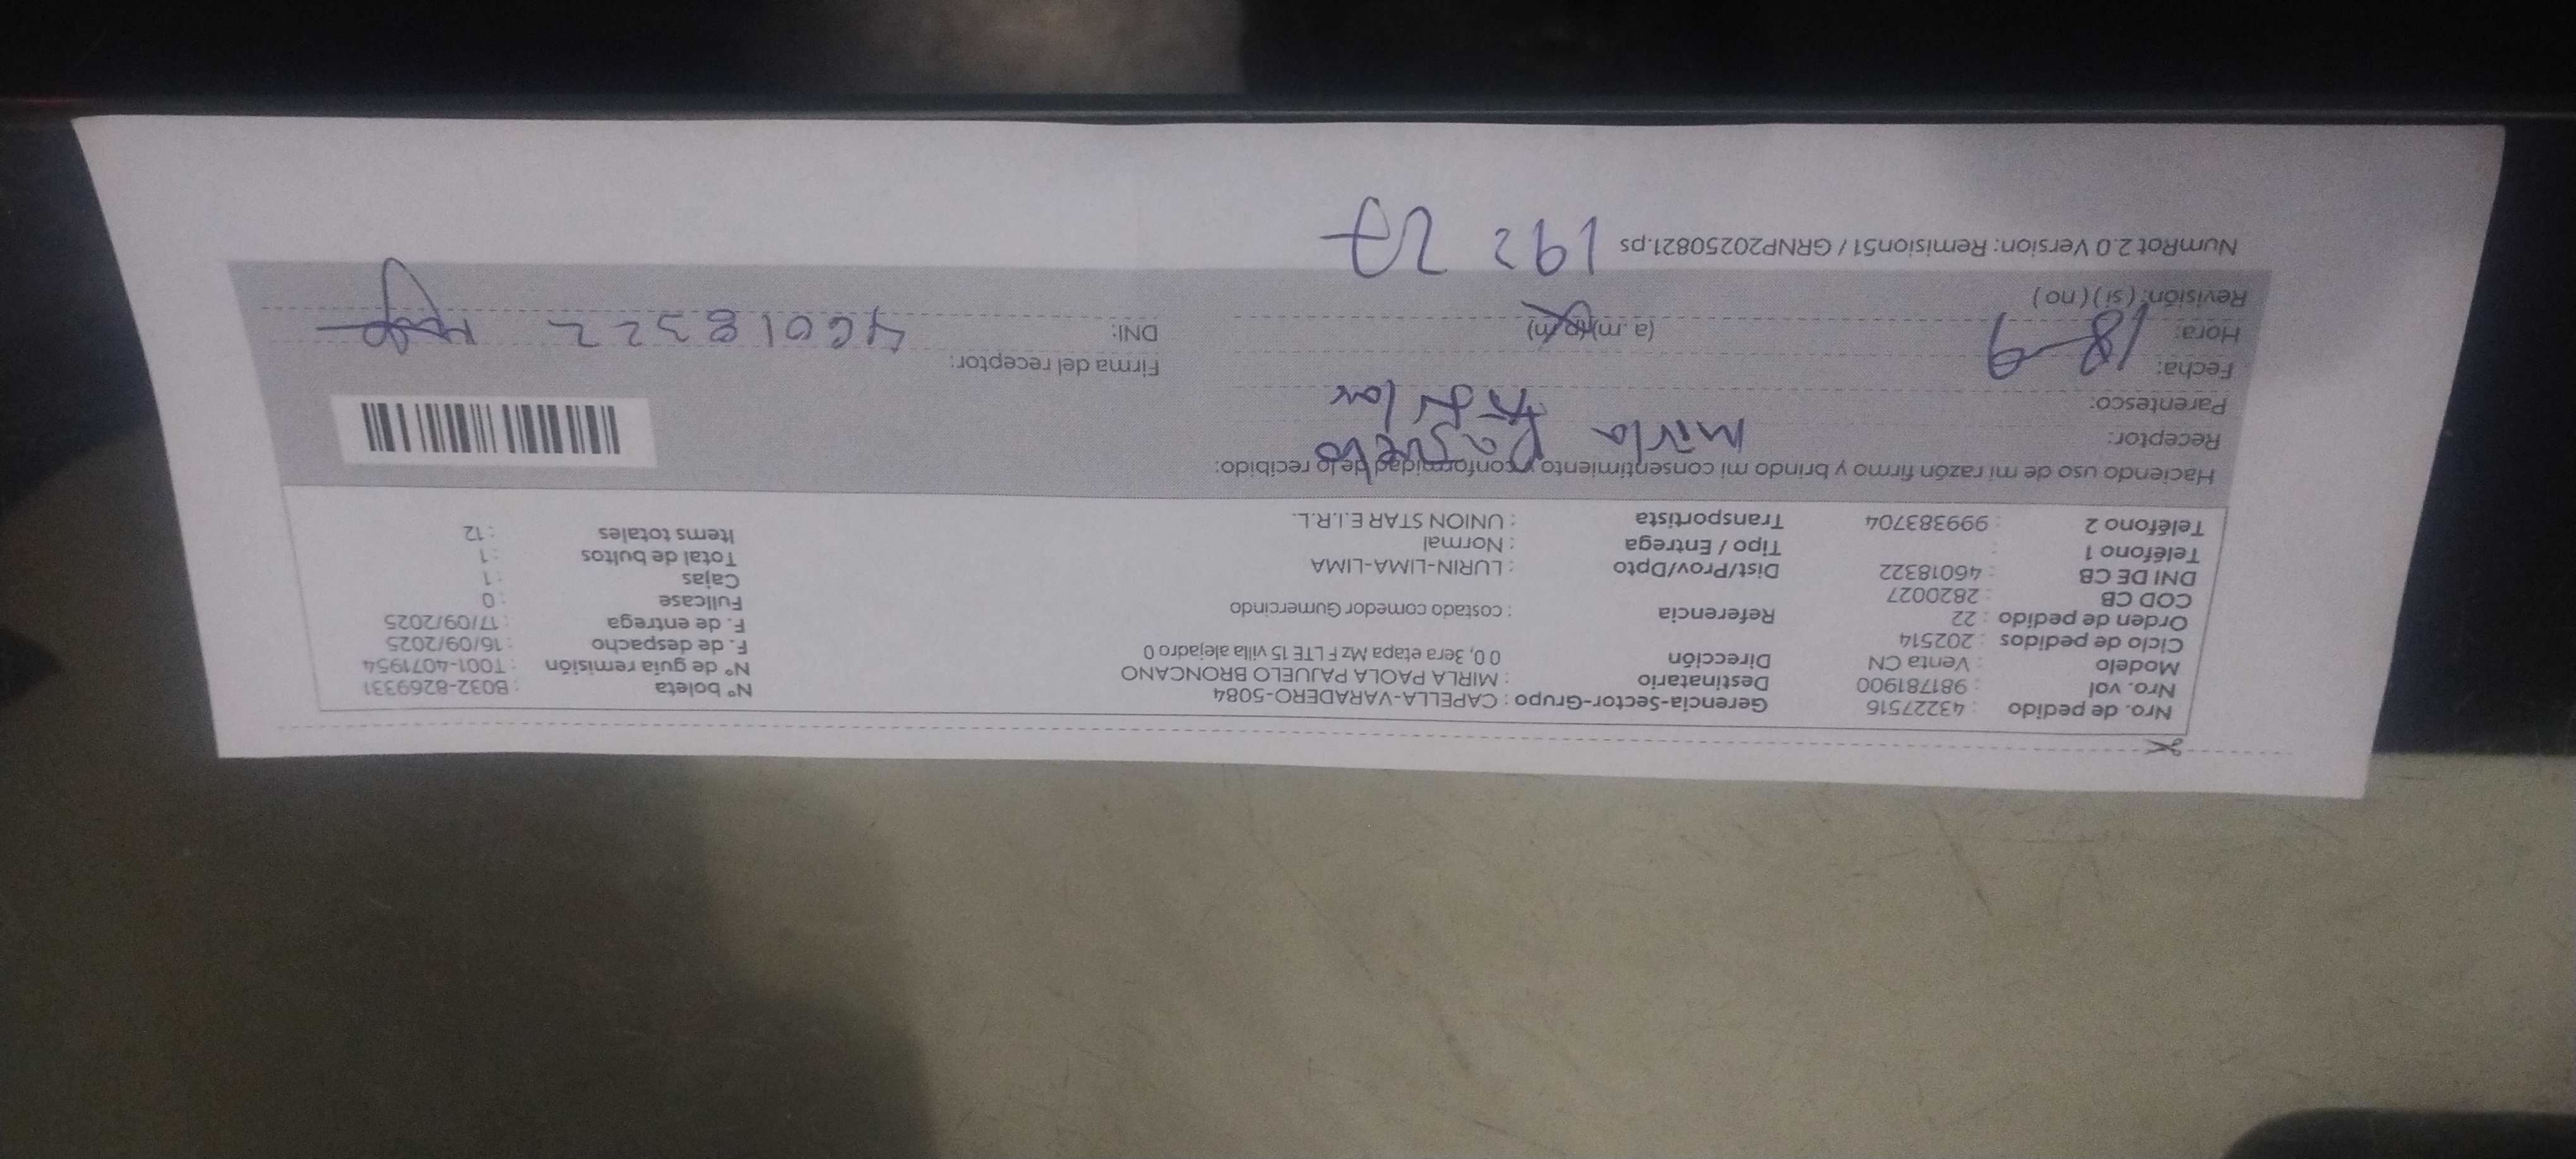 Nro. de pedido : 43227516 Gerencia-Sector-Grupo : CAPELLA-VARADERO-5084 N° boleta : B032-8269331
Nro. vol : 981781900 Destinatario : MIRLA PAOLA PAJUELO BRONCANO N° de guía remisión : T001-4071954
Modelo : Venta CN Dirección 0 0, 3era etapa Mz F LTE 15 villa alejadro 0 F. de despacho : 16/09/2025
Ciclo de pedidos : 202514 F. de entrega : 17/09/2025
Orden de pedido : 22 Referencia : costado comedor Gumercindo Fullcase : 0
COD CB : 2820027 Cajas : 1
DNI DE CB : 46018322 Dist/Prov/Dpto : LURIN-LIMA-LIMA Total de bultos : 1
Teléfono 1 : Tipo / Entrega : Normal Items totales : 12
Teléfono 2 : 999383704 Transportista : UNION STAR E.I.R.L.
Haciendo uso de mi razón firmo y brindo mi consentimiento y conformidad de lo recibido:
Receptor: Mirla Pajuelo
Parentesco:
Fecha: 18-9 Firma del receptor:
Hora: (a.m)(p.m) DNI: 46018322
Revisión: (si) (no)
NumRot 2.0 Version: Remision51 / GRNP20250821.ps 192 27